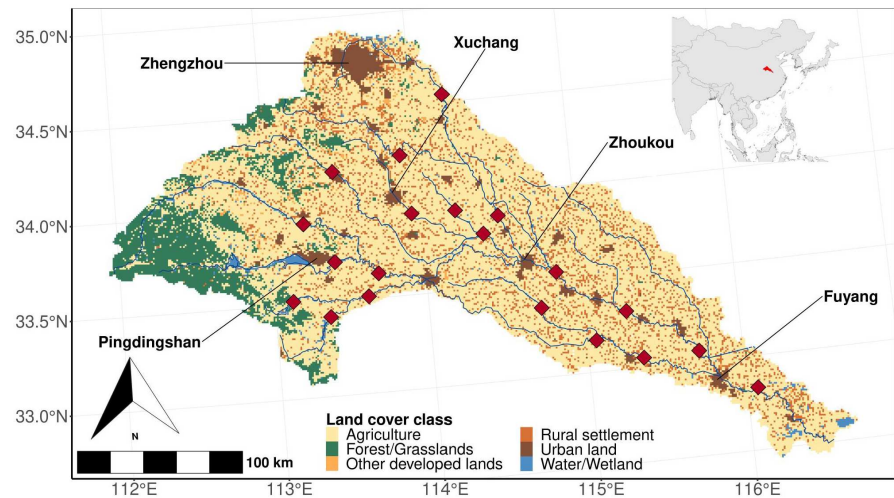 35.0°N
34.5°N
34.0°N
33.5°N
33.0°N
Zhengzhou
Xuchang
Zhoukou
Fuyang
Pingdingshan
N
100 km
Land cover class
Agriculture
Forest/Grasslands
Other developed lands
Rural settlement
Urban land
Water/Wetland
112°E
113°E
114°E
115°E
116°E